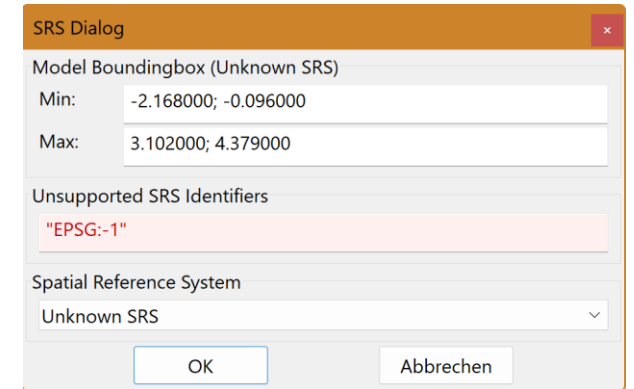 SRS Dialog
Model Boundingbox (Unknown SRS)
Min: -2.168000; -0.096000
Max: 3.102000; 4.379000
Unsupported SRS Identifiers
"EPSG:-1"
Spatial Reference System
Unknown SRS
OK Abbrechen